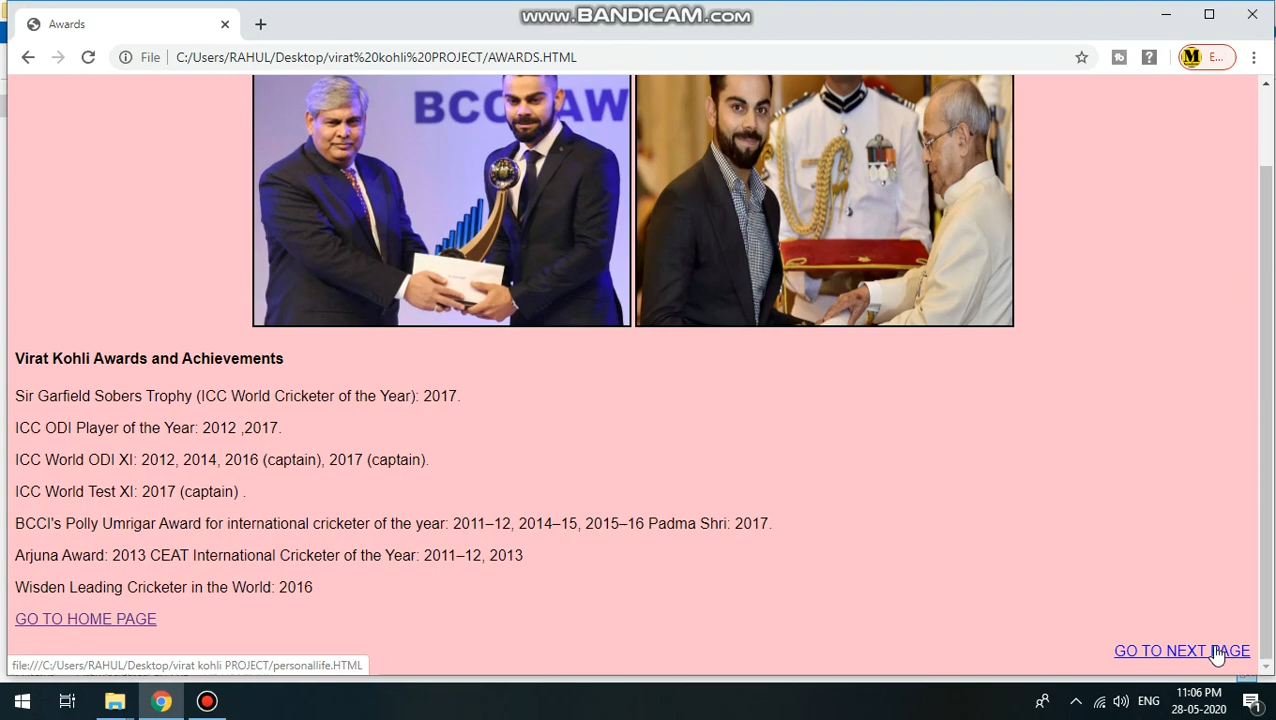 www.BANDICAM.com
Awards
File
C:/Users/RAHUL/Desktop/virat%20kohli%20PROJECT/AWARDS.HTML
M
E...
BCC AW
Virat Kohli Awards and Achievements
Sir Garfield Sobers Trophy (ICC World Cricketer of the Year): 2017.
ICC ODI Player of the Year: 2012 ,2017.
ICC World ODI XI: 2012, 2014, 2016 (captain), 2017 (captain).
ICC World Test XI: 2017 (captain) .
BCCI's Polly Umrigar Award for international cricketer of the year: 2011–12, 2014–15, 2015–16 Padma Shri: 2017.
Arjuna Award: 2013 CEAT International Cricketer of the Year: 2011–12, 2013
Wisden Leading Cricketer in the World: 2016
GO TO HOME PAGE
GO TO NEXT PAGE
file:///C:/Users/RAHUL/Desktop/virat kohli PROJECT/personallife.HTML
ENG
11:06 PM
28-05-2020
1